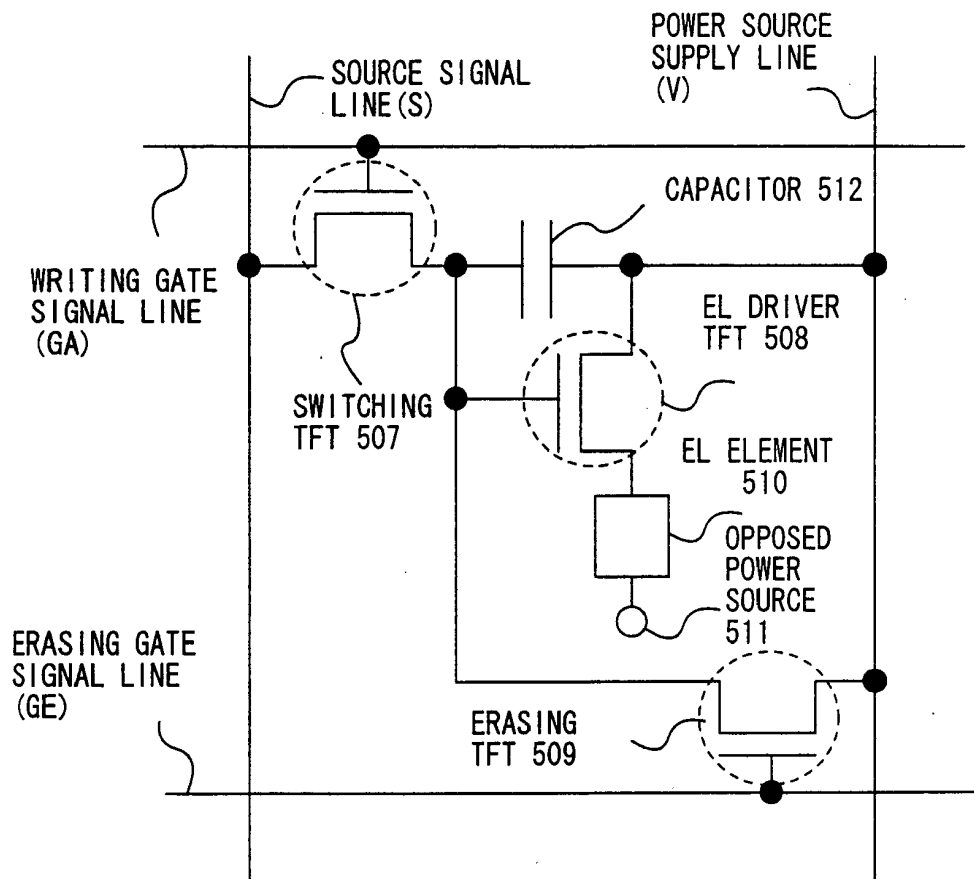 POWER SOURCE
SUPPLY LINE
(V)
SOURCE SIGNAL
LINE(S)
CAPACITOR 512
WRITING GATE
SIGNAL LINE
(GA)
EL DRIVER
TFT 508
SWITCHING
TFT 507
EL ELEMENT
510
OPPOSED
POWER
SOURCE
511
ERASING GATE
SIGNAL LINE
(GE)
ERASING
TFT 509